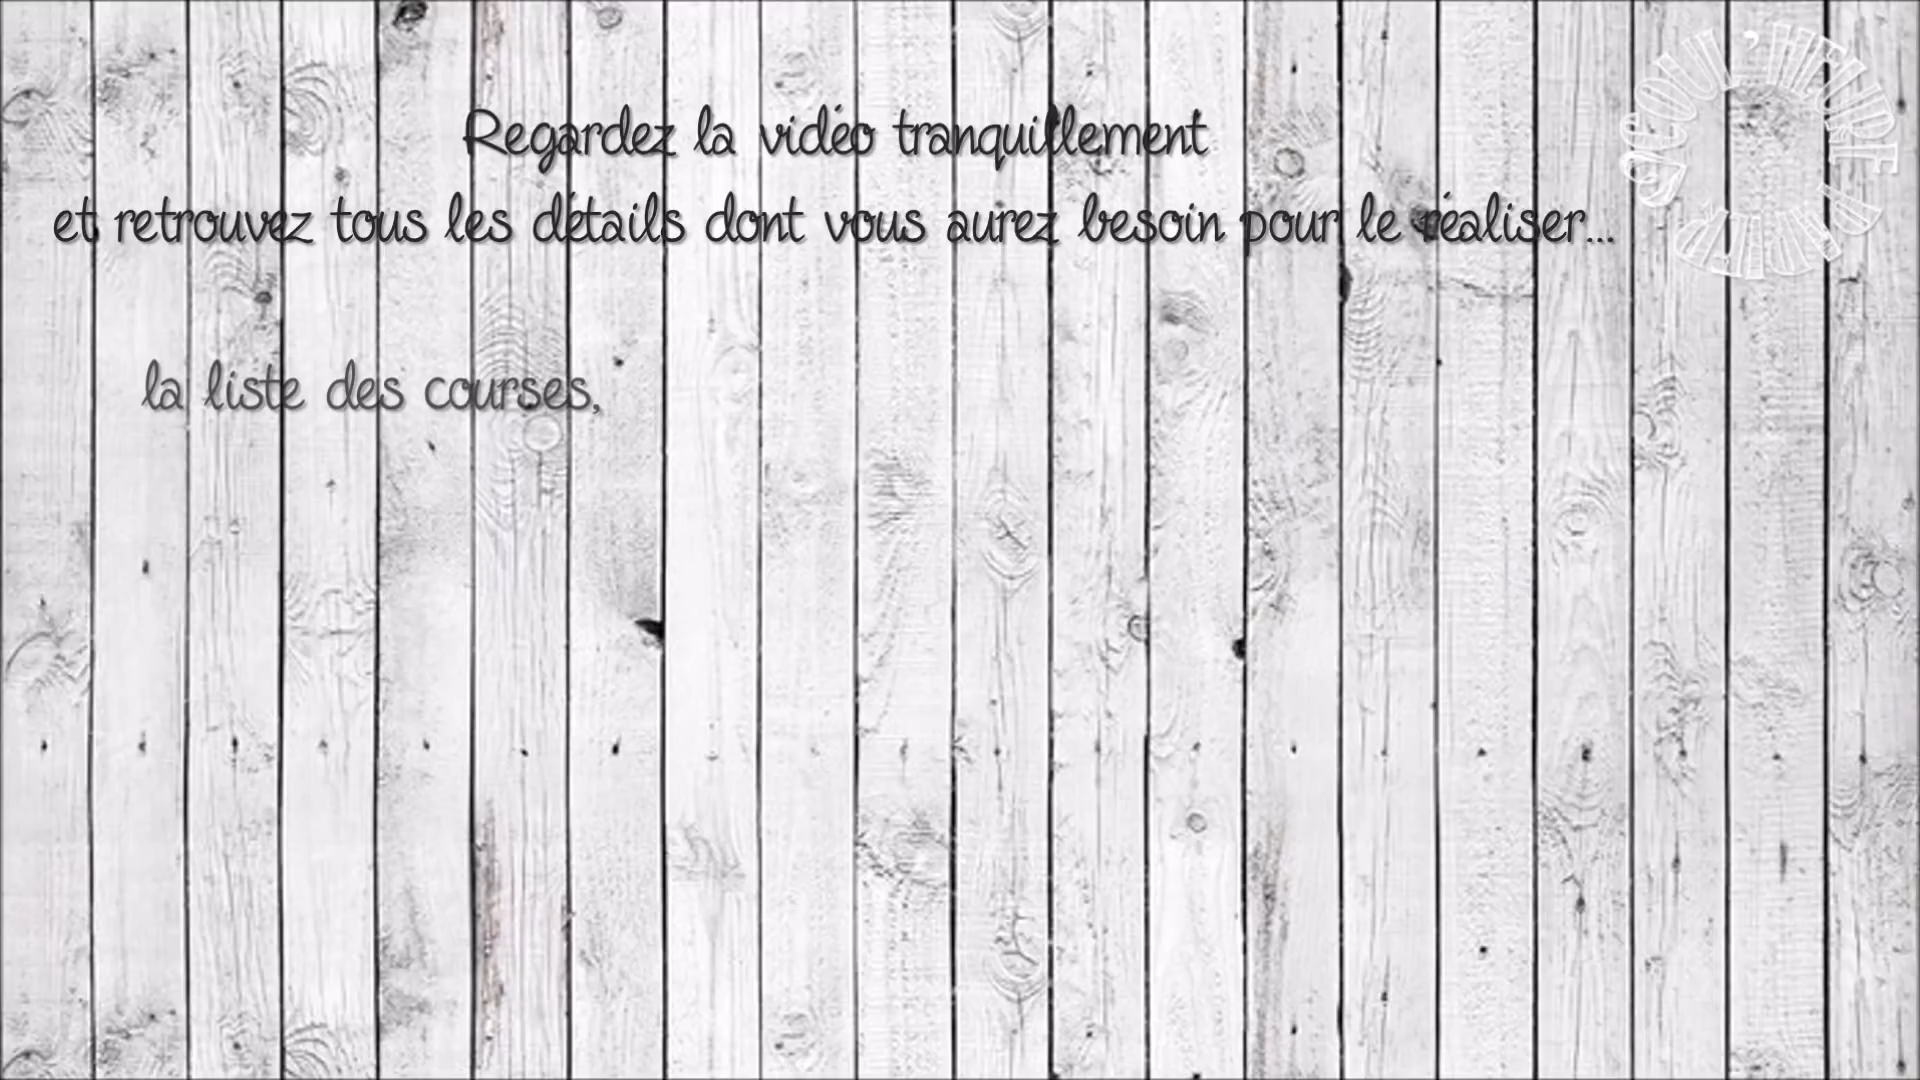 Regardez la vidéo tranquillement
et retrouvez tous les détails dont vous aurez besoin pour le réaliser...
la liste des courses,